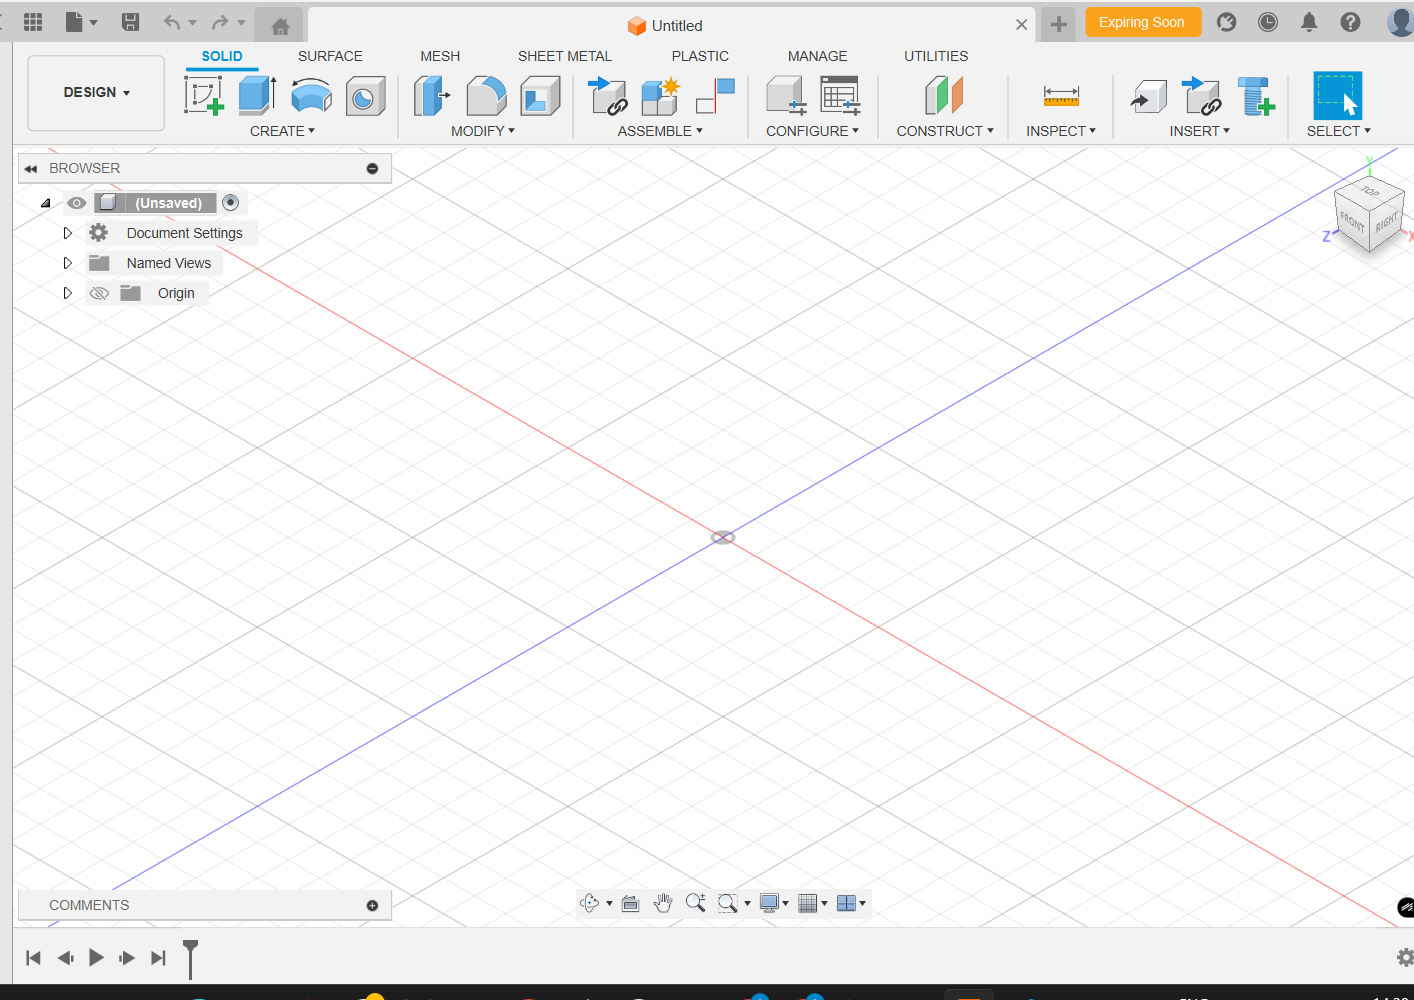 Untitled
Expiring Soon
SOLID SURFACE MESH SHEET METAL PLASTIC MANAGE UTILITIES
DESIGN
CREATE MODIFY ASSEMBLE CONFIGURE CONSTRUCT INSPECT INSERT SELECT
BROWSER
(Unsaved)
Document Settings
Named Views
Origin
Y
TOP
FRONT RIGHT
Z X
COMMENTS